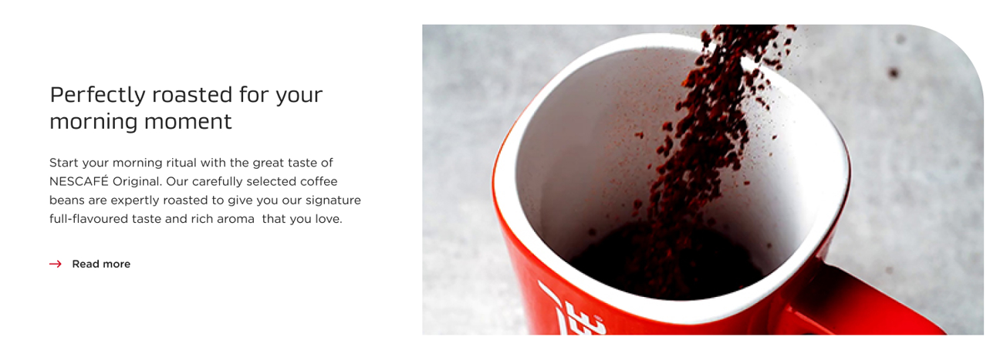 Perfectly roasted for your
morning moment
Start your morning ritual with the great taste of
NESCAFÉ Original. Our carefully selected coffee
beans are expertly roasted to give you our signature
full-flavoured taste and rich aroma  that you love.
→ Read more